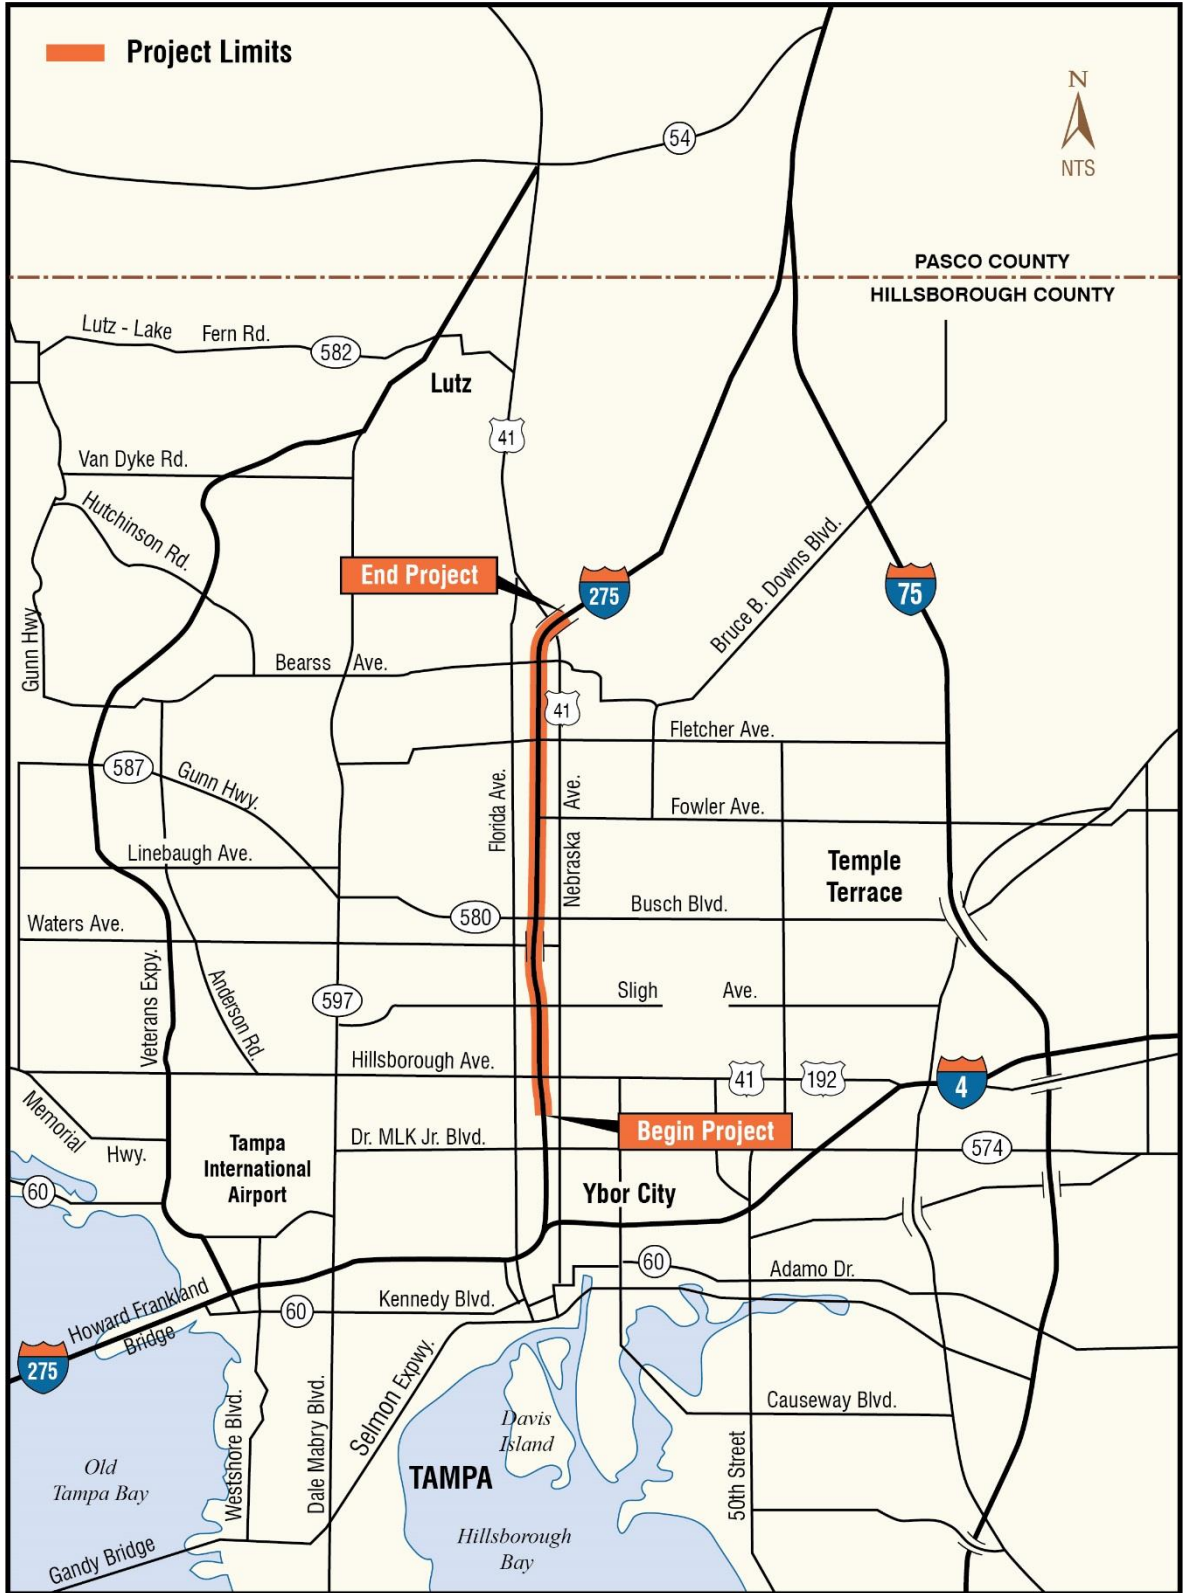 Project Limits
N
NTS
54
PASCO COUNTY
HILLSBOROUGH COUNTY
Lutz - Lake Fern Rd.
582
Lutz
41
Van Dyke Rd.
Hutchinson Rd.
End Project
275
75
Bruce B. Downs Blvd.
Gunn Hwy
Bearss Ave.
41
Fletcher Ave.
587
Gunn Hwy.
Florida Ave.
Nebraska Ave.
Fowler Ave.
Linebaugh Ave.
Temple
Terrace
Waters Ave.
580
Busch Blvd.
Veterans Expy.
Anderson Rd.
597
Sligh Ave.
Hillsborough Ave.
41
192
4
Memorial
Hwy.
Begin Project
Dr. MLK Jr. Blvd.
574
Tampa
International
Airport
60
Ybor City
60
Adamo Dr.
Howard Frankland
Bridge
60
Kennedy Blvd.
275
Westshore Blvd.
Dale Mabry Blvd.
Selmon Expwy.
Davis
Island
Causeway Blvd.
50th Street
Old
Tampa Bay
TAMPA
Hillsborough
Bay
Gandy Bridge